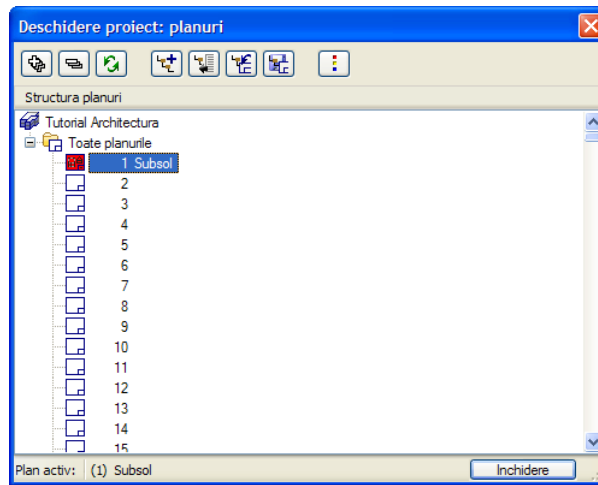 Deschidere proiect: planuri
Structura planuri
Tutorial Architectura
Toate planurile
1 Subsol
2
3
4
5
6
7
8
9
10
11
12
13
14
15
Plan activ: (1) Subsol Inchidere